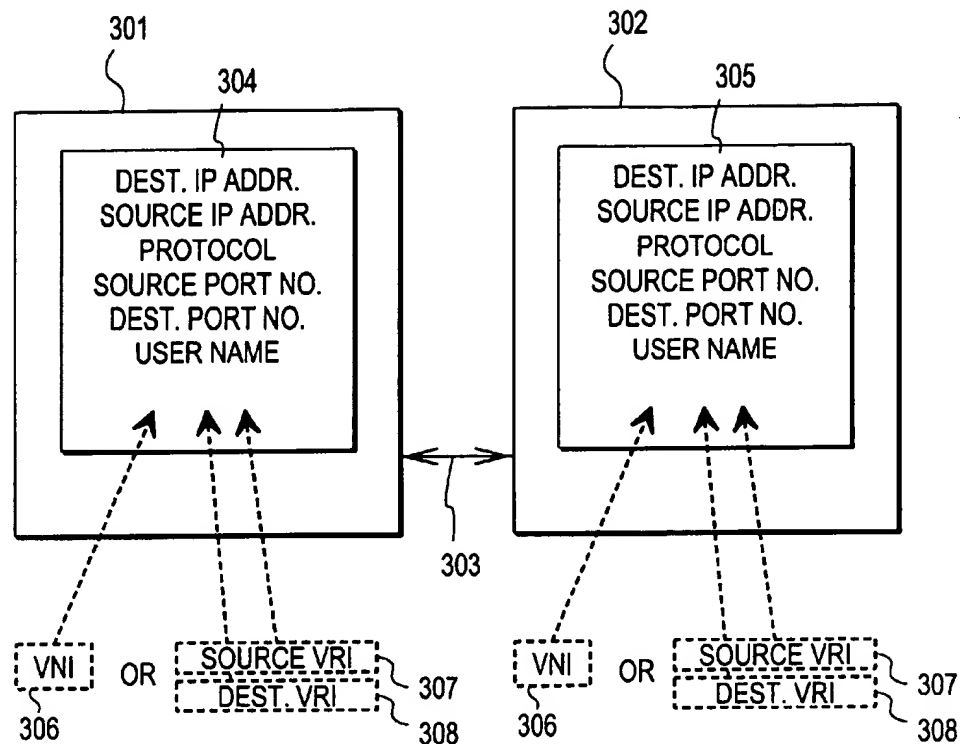 301
302
304
305
DEST. IP ADDR.
SOURCE IP ADDR.
PROTOCOL
SOURCE PORT NO.
DEST. PORT NO.
USER NAME
DEST. IP ADDR.
SOURCE IP ADDR.
PROTOCOL
SOURCE PORT NO.
DEST. PORT NO.
USER NAME
303
VNI
OR
SOURCE VRI
DEST. VRI
306
307
308
VNI
OR
SOURCE VRI
DEST. VRI
306
307
308